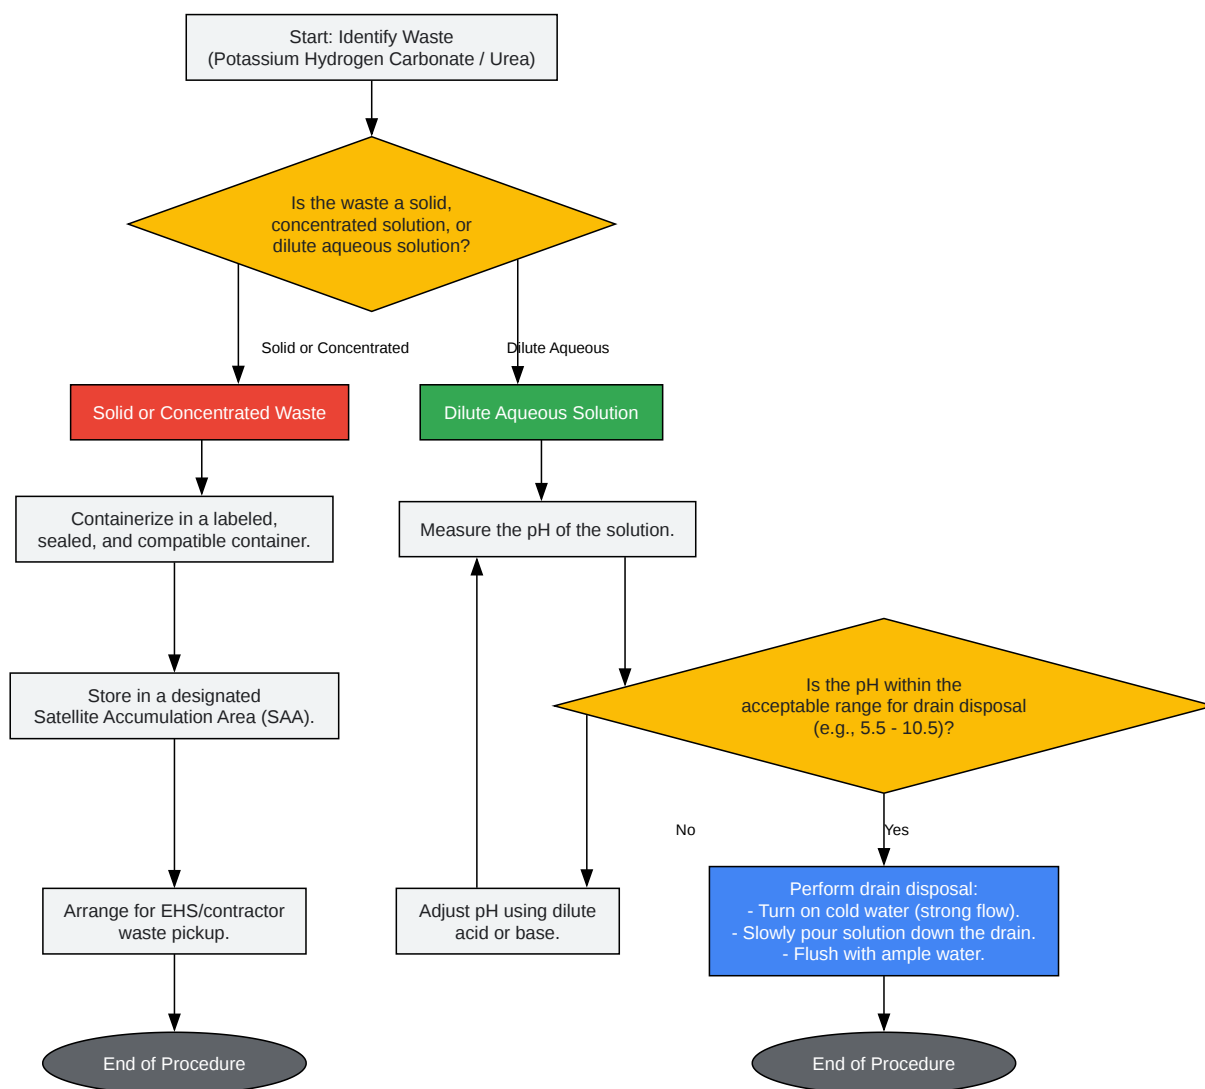 Start: Identify Waste
(Potassium Hydrogen Carbonate / Urea)
Is the waste a solid,
concentrated solution, or
dilute aqueous solution?
Solid or Concentrated
Dilute Aqueous
Solid or Concentrated Waste
Dilute Aqueous Solution
Containerize in a labeled,
sealed, and compatible container.
Measure the pH of the solution.
Store in a designated
Satellite Accumulation Area (SAA).
Is the pH within the
acceptable range for drain disposal
(e.g., 5.5 - 10.5)?
No
Yes
Arrange for EHS/contractor
waste pickup.
Adjust pH using dilute
acid or base.
Perform drain disposal:
- Turn on cold water (strong flow).
- Slowly pour solution down the drain.
- Flush with ample water.
End of Procedure
End of Procedure